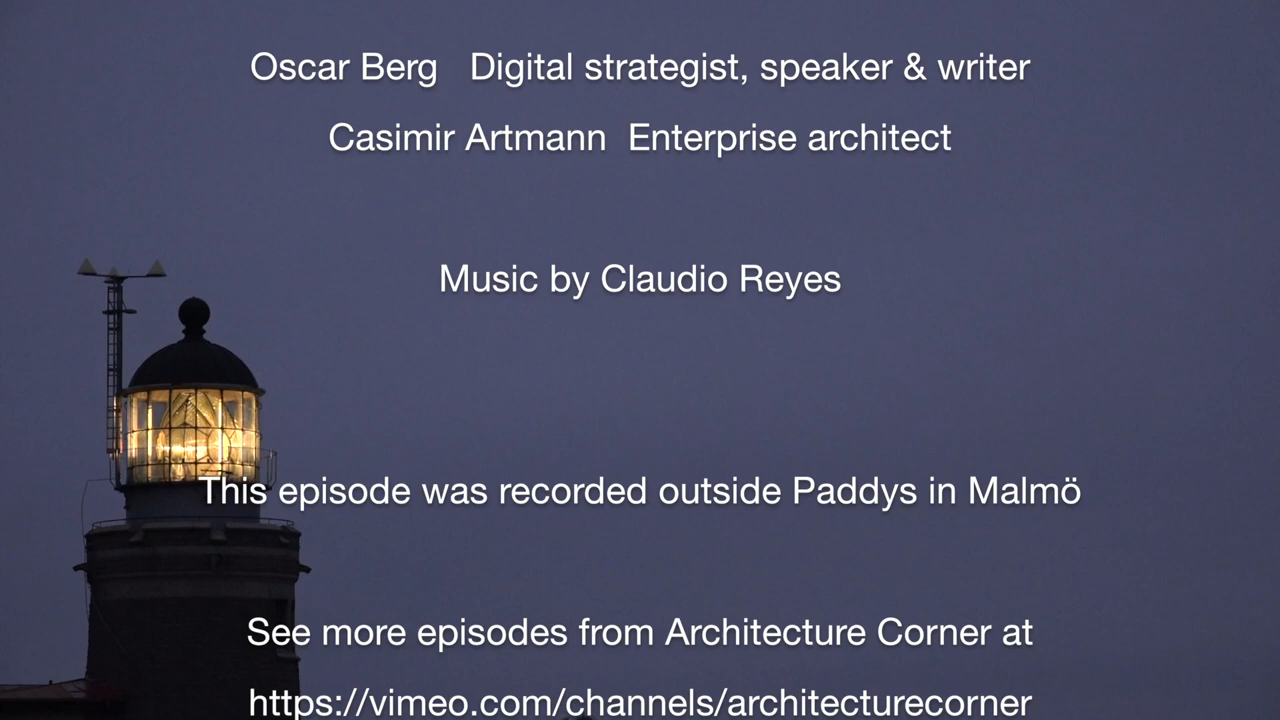 Oscar Berg Digital strategist, speaker & writer
Casimir Artmann Enterprise architect
Music by Claudio Reyes
This episode was recorded outside Paddys in Malmö
See more episodes from Architecture Corner at
https://vimeo.com/channels/architecturecorner